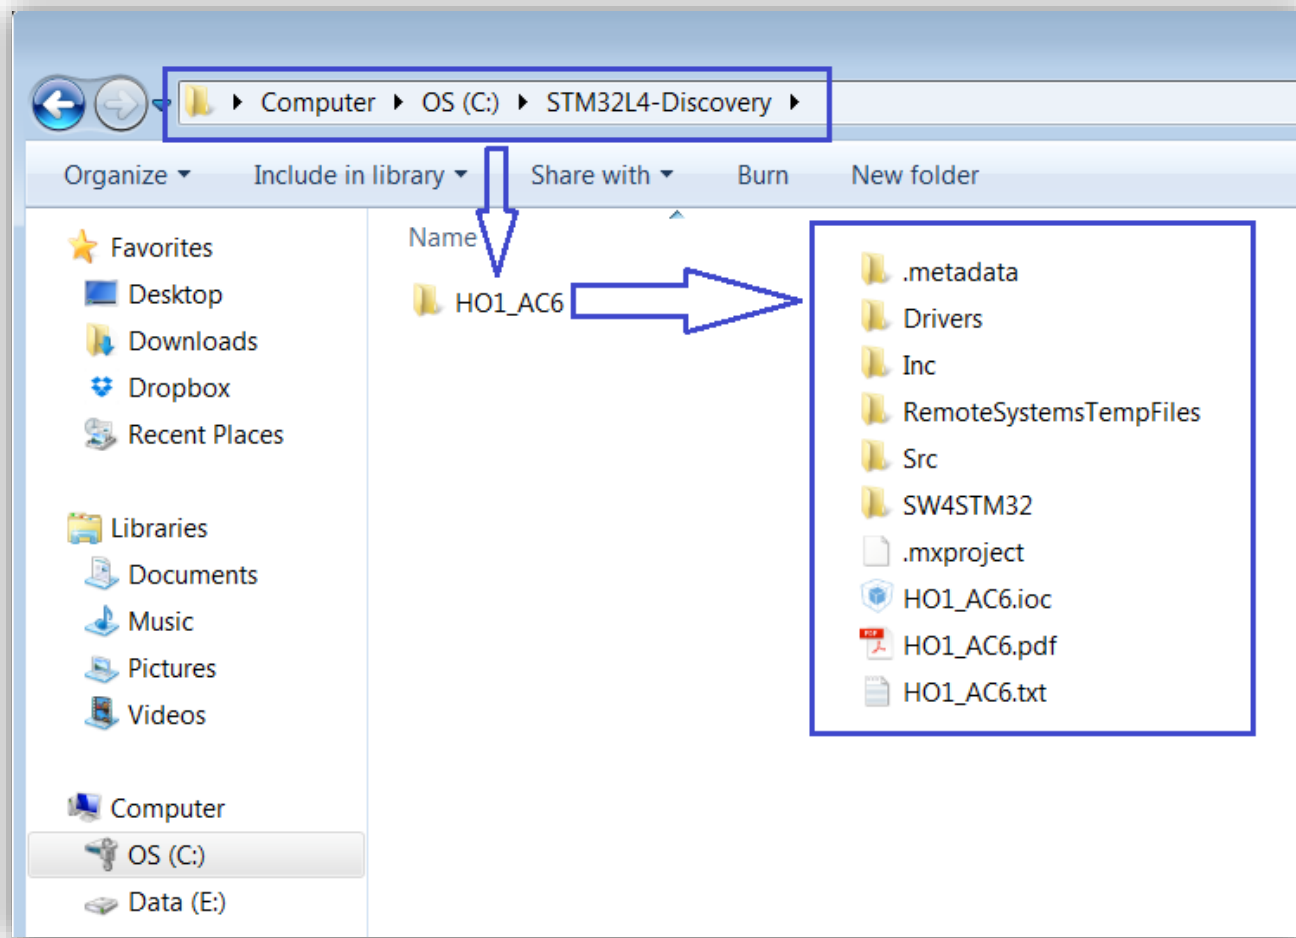 Computer OS (C:) STM32L4-Discovery
Organize Include in library Share with Burn New folder
Favorites
Desktop
Downloads
Dropbox
Recent Places
Libraries
Documents
Music
Pictures
Videos
Computer
OS (C:)
Data (E:)
Name
HO1_AC6
.metadata
Drivers
Inc
RemoteSystemsTempFiles
Src
SW4STM32
.mxproject
HO1_AC6.ioc
PDF
HO1_AC6.pdf
HO1_AC6.txt